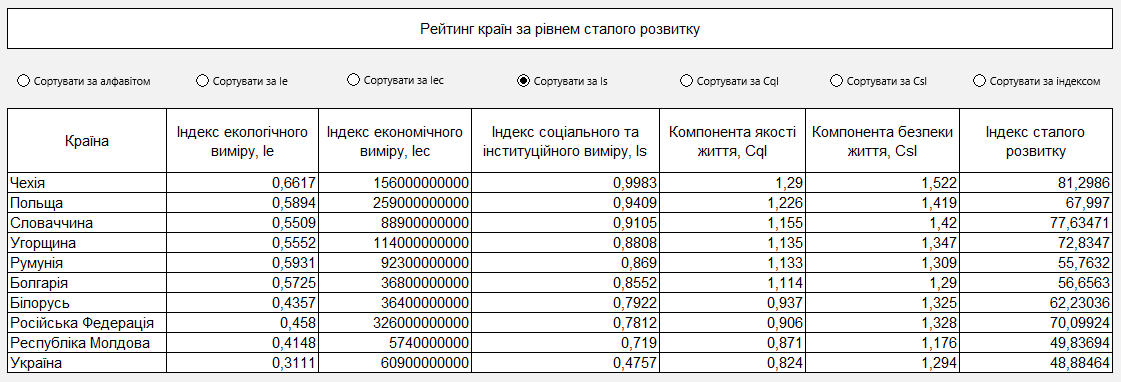 Рейтинг країн за рівнем сталого розвитку
Сортувати за алфавітом Сортувати за Ie Сортувати за Iec Сортувати за Is Сортувати за Cql Сортувати за Csl Сортувати за індексом
Країна Індекс екологічного виміру, Ie Індекс економічного виміру, Iec Індекс соціального та інституційного виміру, Is Компонента якості життя, Cql Компонента безпеки життя, Csl Індекс сталого розвитку
Чехія 0,6617 156000000000 0,9983 1,29 1,522 81,2986
Польща 0,5894 259000000000 0,9409 1,226 1,419 67,997
Словаччина 0,5509 88900000000 0,9105 1,155 1,42 77,63471
Угорщина 0,5552 114000000000 0,8808 1,135 1,347 72,8347
Румунія 0,5931 92300000000 0,869 1,133 1,309 55,7632
Болгарія 0,5725 36800000000 0,8552 1,114 1,29 56,6563
Білорусь 0,4357 36400000000 0,7922 0,937 1,325 62,23036
Російська Федерація 0,458 326000000000 0,7812 0,906 1,328 70,09924
Республіка Молдова 0,4148 5740000000 0,719 0,871 1,176 49,83694
Україна 0,3111 60900000000 0,4757 0,824 1,294 48,88464